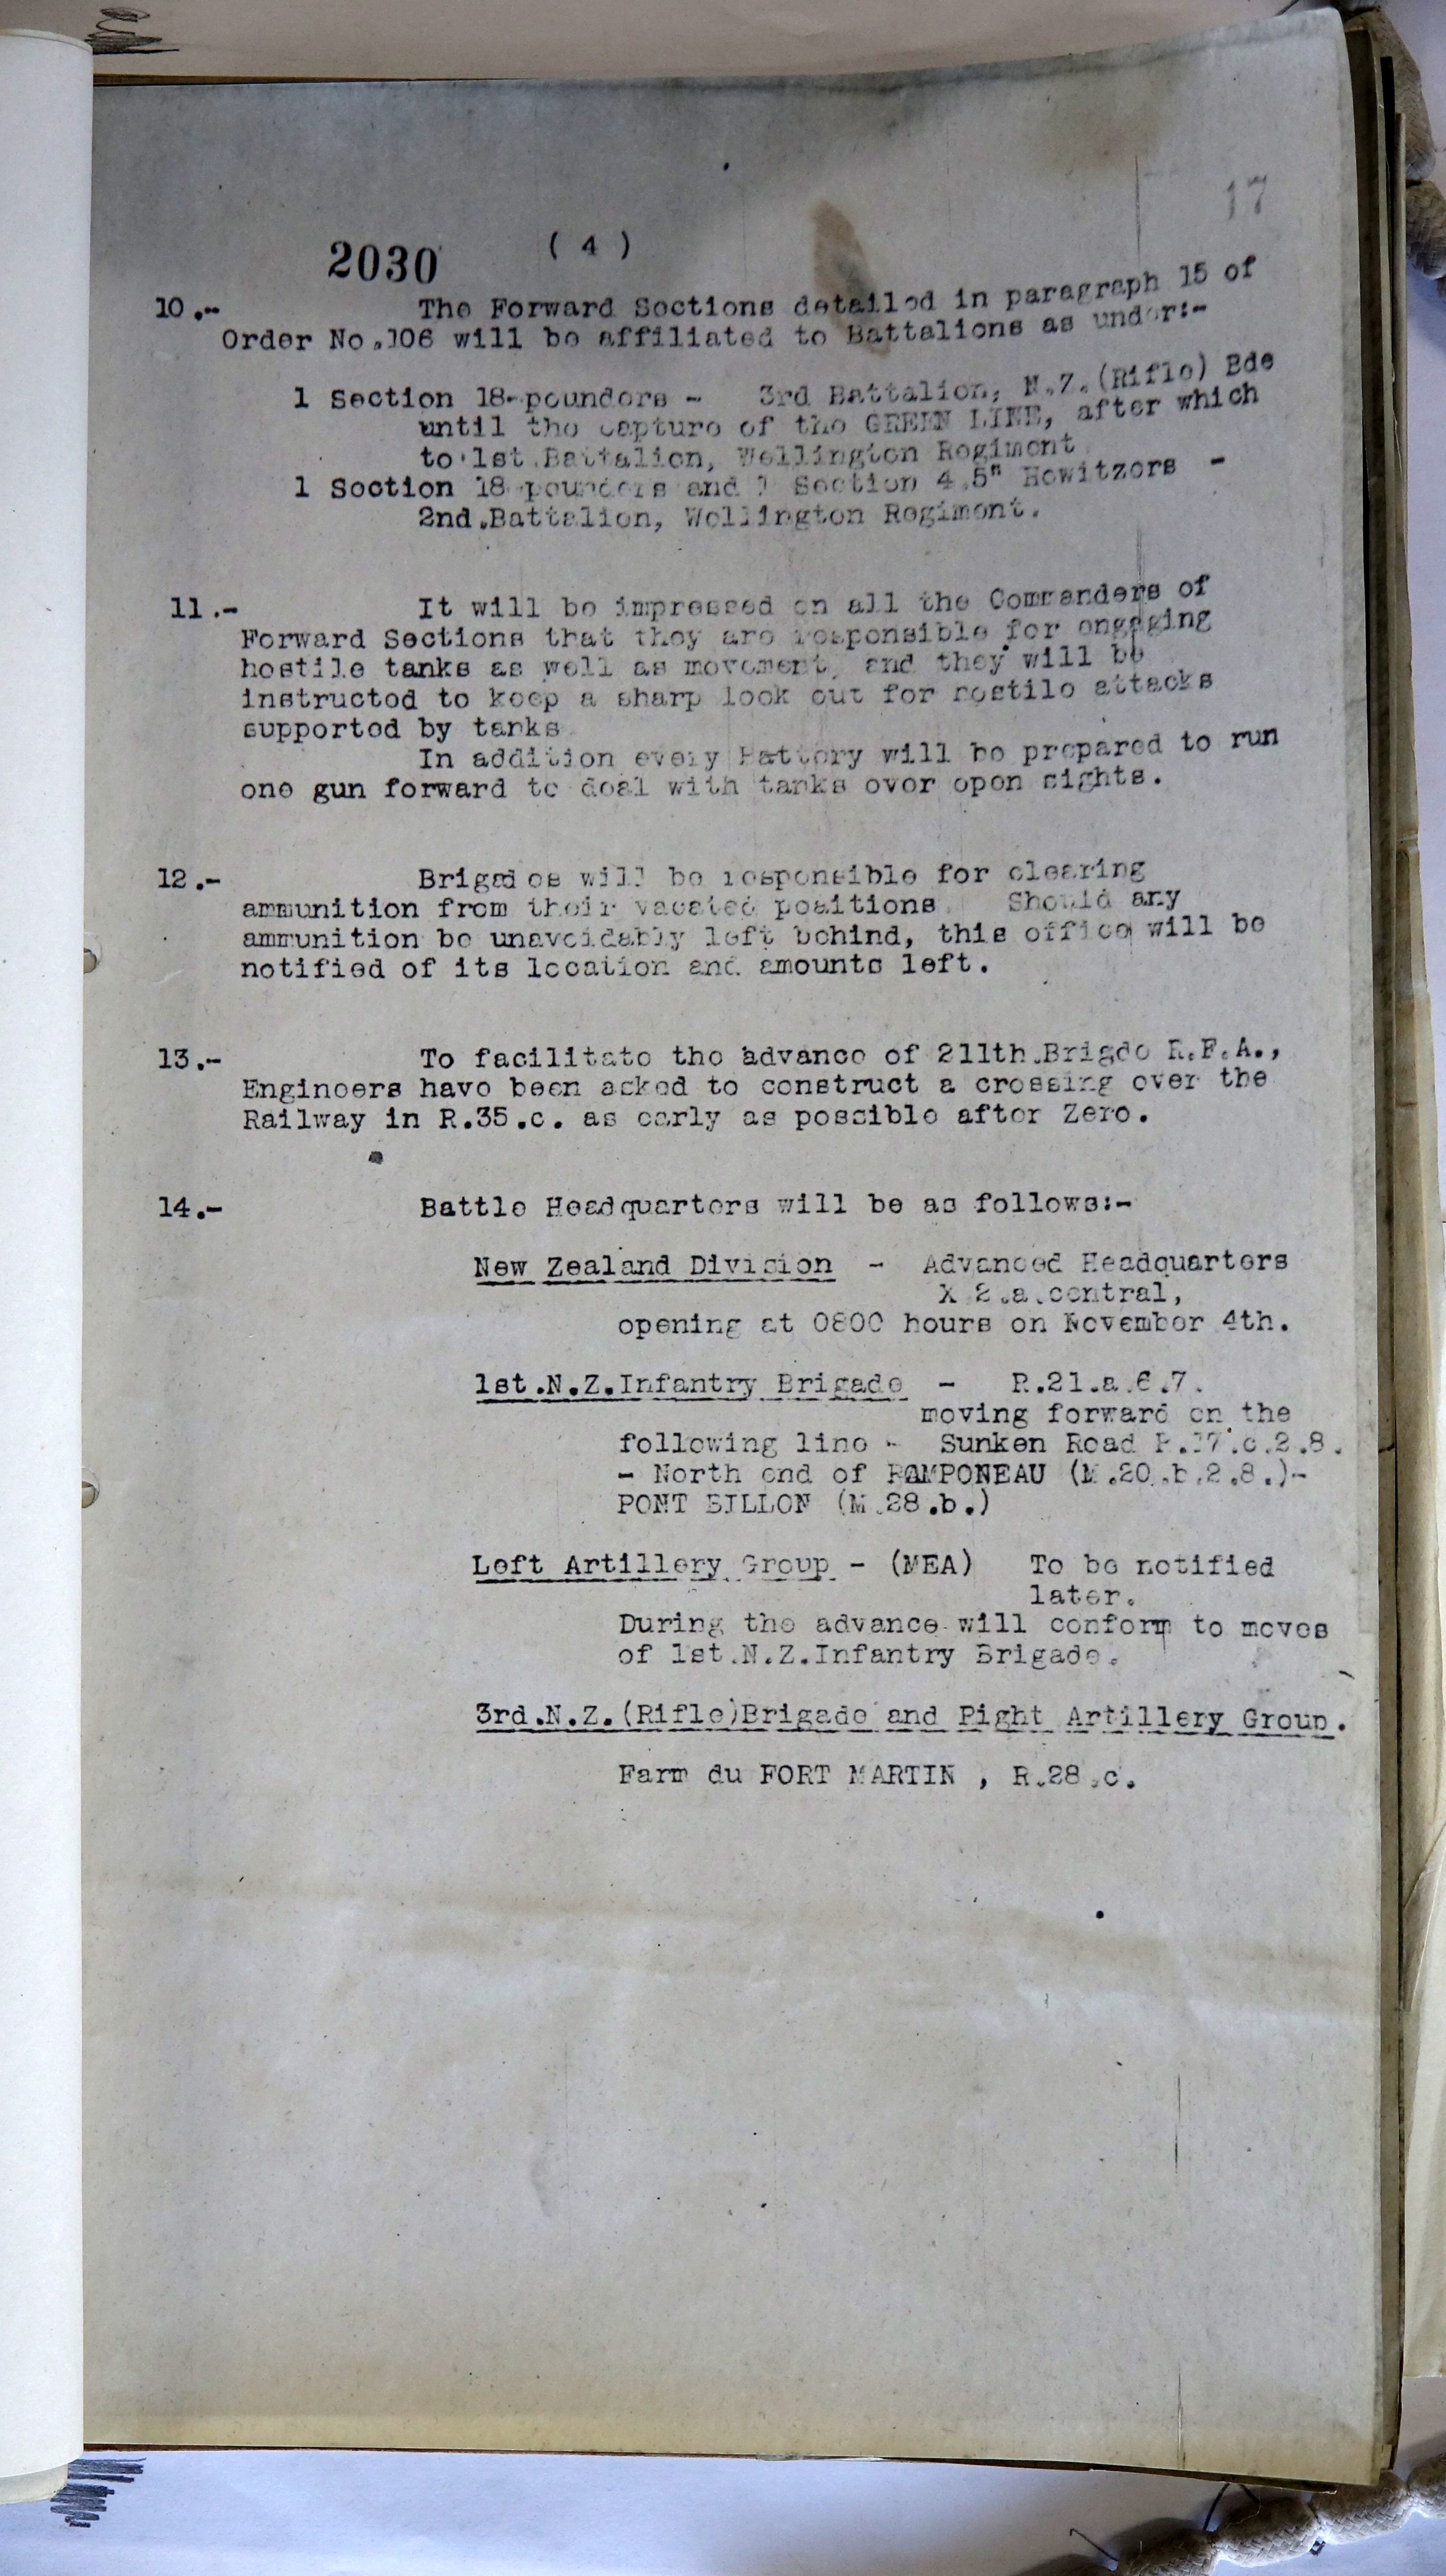 17
2030 ( 4 )
10.- The Forward Sections detailed in paragraph 15 of
Order No.106 will be affiliated to Battalions as under:-
1 Section 18-pounders - 3rd Battalion, N.Z.(Rifle) Bde
until the capture of the GREEN LINE, after which
to 1st.Battalion, Wellington Regiment
1 Section 18-pounders and 1 Section 4.5" Howitzers -
2nd.Battalion, Wellington Regiment.
11.- It will be impressed on all the Commanders of
Forward Sections that they are responsible for engaging
hostile tanks as well as movement, and they will be
instructed to keep a sharp look out for hostile attacks
supported by tanks.
In addition every Battery will be prepared to run
one gun forward to deal with tanks over open sights.
12.- Brigades will be responsible for clearing
ammunition from their vacated positions. Should any
ammunition be unavoidably left behind, this office will be
notified of its location and amounts left.
13.- To facilitate the advance of 211th.Brigde R.F.A.,
Engineers have been asked to construct a crossing over the
Railway in R.35.c. as early as possible after Zero.
14.- Battle Headquarters will be as follows:-
New Zealand Division - Advanced Headquarters
X 2.a.central,
opening at 0800 hours on November 4th.
1st.N.Z.Infantry Brigade - R.21.a.6.7.
moving forward on the
following line - Sunken Road R.17.c.2.8.
- North end of RAMPONEAU (M.20.b.2.8.)-
PONT BILLON (M.28.b.)
Left Artillery Group - (MEA) To be notified
later.
During the advance will conform to moves
of 1st.N.Z.Infantry Brigade.
3rd.N.Z.(Rifle)Brigade and Right Artillery Group.
Farm du FORT MARTIN , R.28.c.